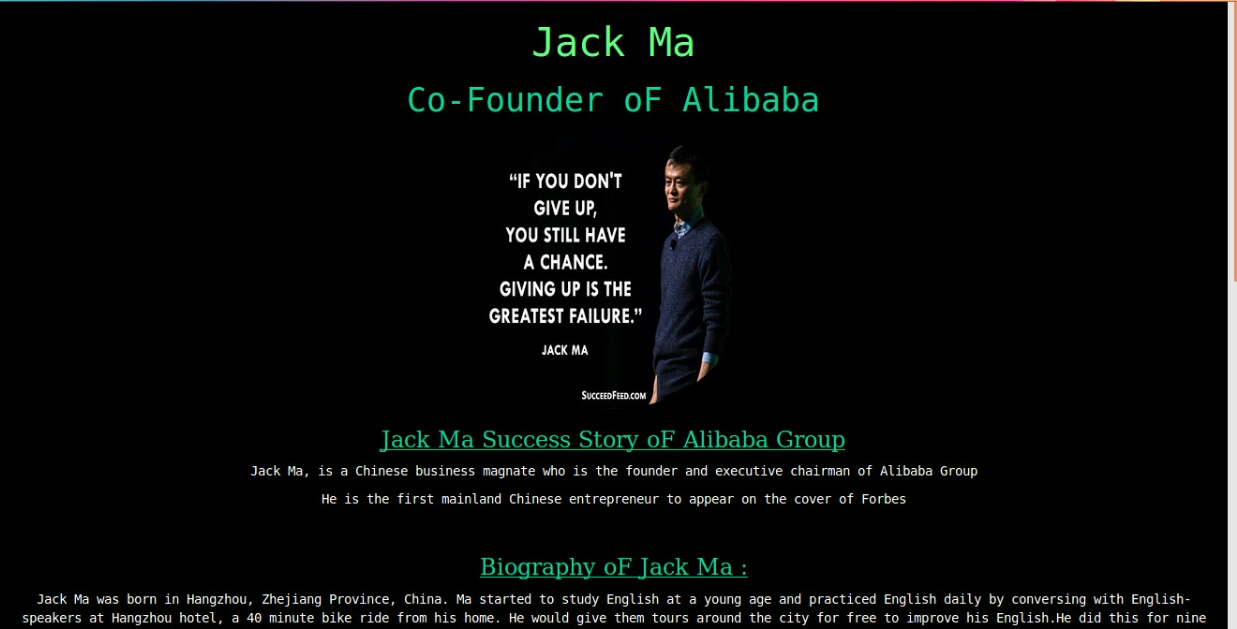 Jack Ma
Co-Founder oF Alibaba
“IF YOU DON'T
GIVE UP,
YOU STILL HAVE
A CHANCE.
GIVING UP IS THE
GREATEST FAILURE.”
JACK MA
SUCCEEDFEED.COM
Jack Ma Success Story oF Alibaba Group
Jack Ma, is a Chinese business magnate who is the founder and executive chairman of Alibaba Group
He is the first mainland Chinese entrepreneur to appear on the cover of Forbes
Biography oF Jack Ma :
Jack Ma was born in Hangzhou, Zhejiang Province, China. Ma started to study English at a young age and practiced English daily by conversing with English-
speakers at Hangzhou hotel, a 40 minute bike ride from his home. He would give them tours around the city for free to improve his English.He did this for nine